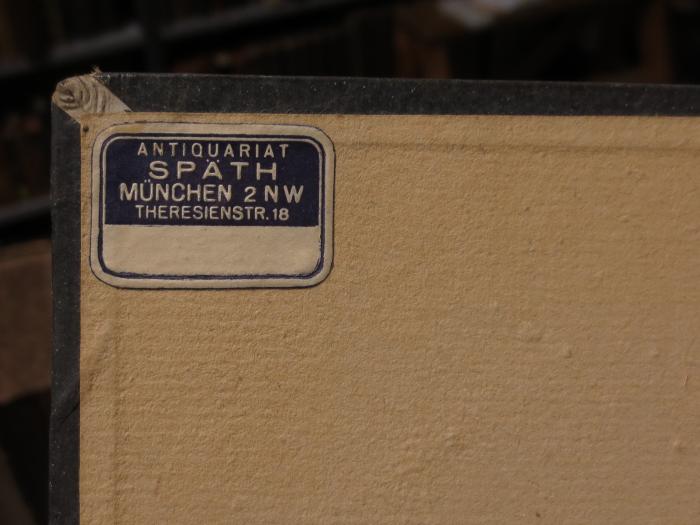 ANTIQUARIAT
SPÄTH
MÜNCHEN 2 NW
THERESIENSTR. 18